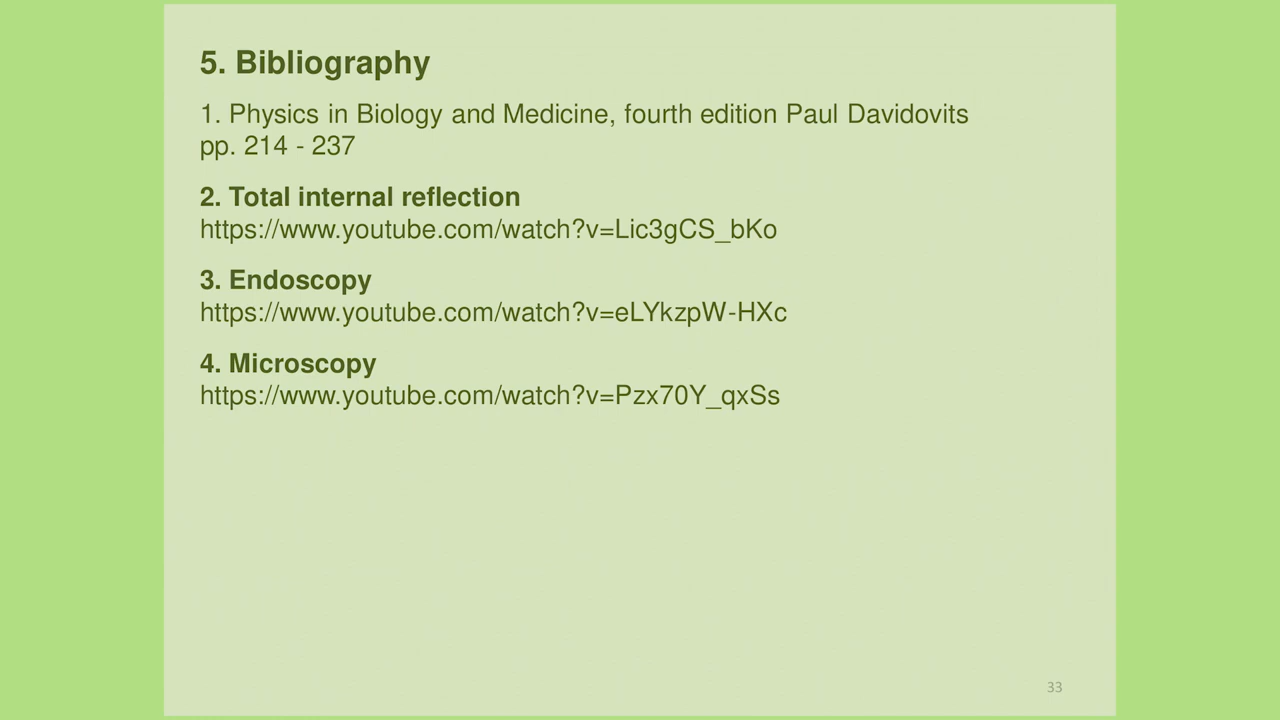 5. Bibliography
1. Physics in Biology and Medicine, fourth edition Paul Davidovits
pp. 214 - 237
2. Total internal reflection
https://www.youtube.com/watch?v=Lic3gCS_bKo
3. Endoscopy
https://www.youtube.com/watch?v=eLYkzpW-HXc
4. Microscopy
https://www.youtube.com/watch?v=Pzx70Y_qxSs
33